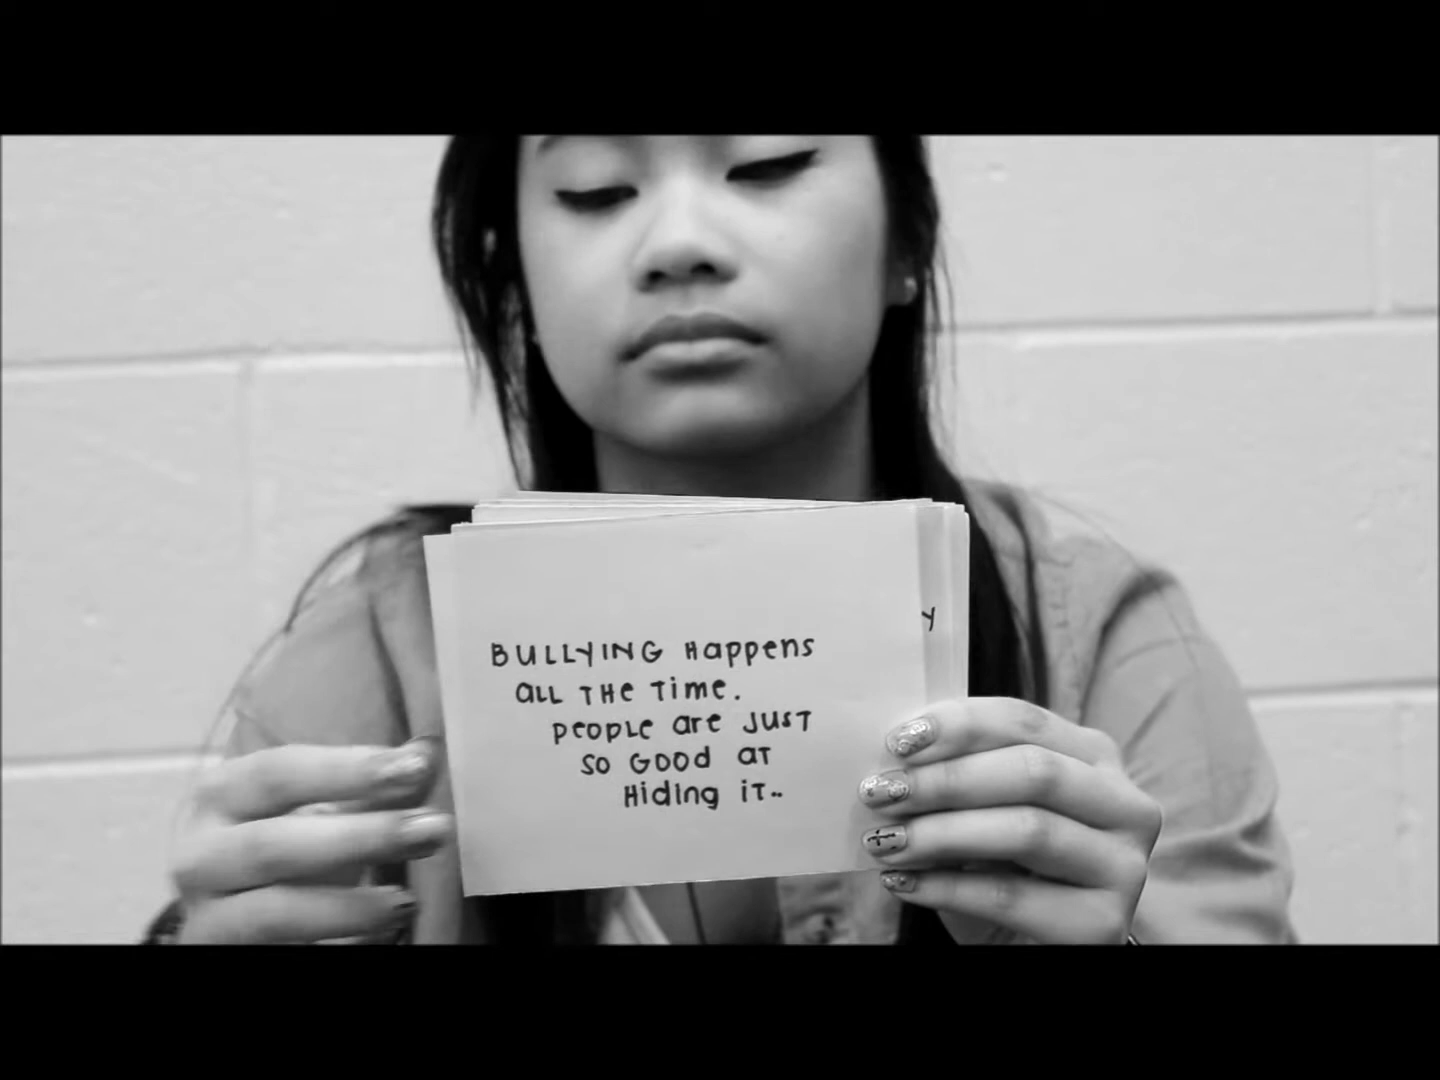 BULLYING Happens
all THe Time.
people are JUST
SO GOOD aT
Hiding iT..
y